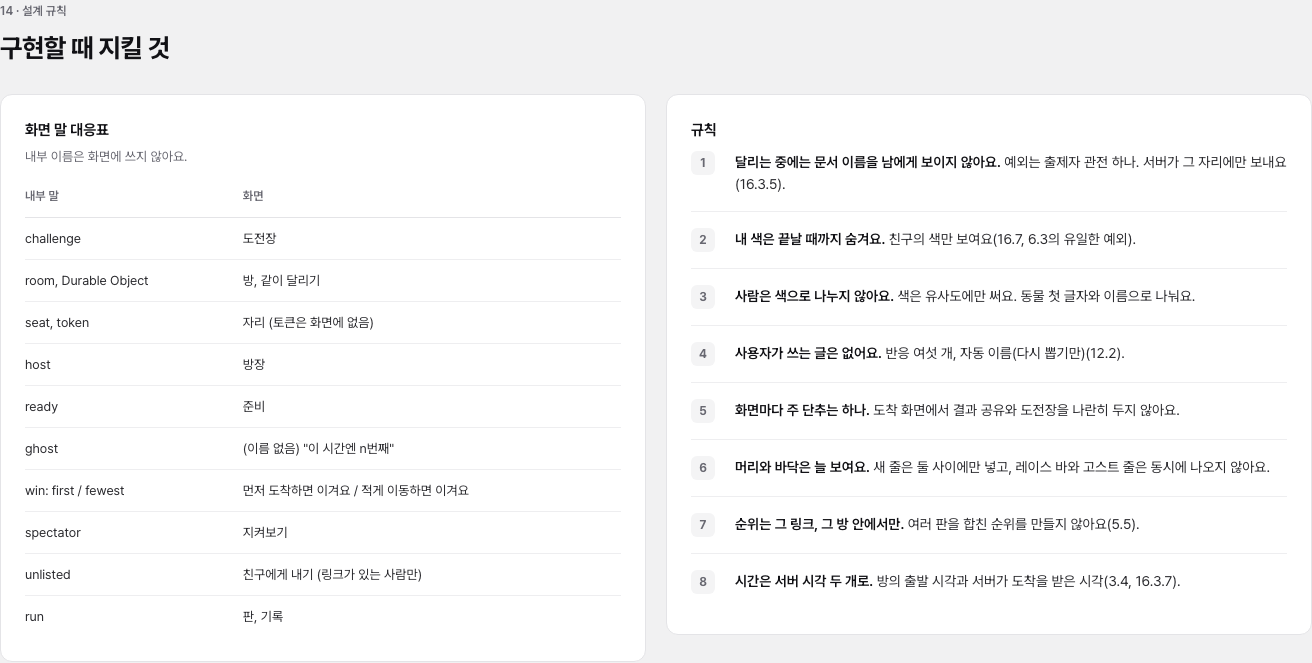 14 · 설계 규칙
구현할 때 지킬 것
화면 말 대응표
내부 이름은 화면에 쓰지 않아요.
내부 말 화면
challenge 도전장
room, Durable Object 방, 같이 달리기
seat, token 자리 (토큰은 화면에 없음)
host 방장
ready 준비
ghost (이름 없음) "이 시간엔 n번째"
win: first / fewest 먼저 도착하면 이겨요 / 적게 이동하면 이겨요
spectator 지켜보기
unlisted 친구에게 내기 (링크가 있는 사람만)
run 판, 기록
규칙
1 달리는 중에는 문서 이름을 남에게 보이지 않아요. 예외는 출제자 관전 하나. 서버가 그 자리에만 보내요
(16.3.5).
2 내 색은 끝날 때까지 숨겨요. 친구의 색만 보여요(16.7, 6.3의 유일한 예외).
3 사람은 색으로 나누지 않아요. 색은 유사도에만 써요. 동물 첫 글자와 이름으로 나눠요.
4 사용자가 쓰는 글은 없어요. 반응 여섯 개, 자동 이름(다시 뽑기만)(12.2).
5 화면마다 주 단추는 하나. 도착 화면에서 결과 공유와 도전장을 나란히 두지 않아요.
6 머리와 바닥은 늘 보여요. 새 줄은 둘 사이에만 넣고, 레이스 바와 고스트 줄은 동시에 나오지 않아요.
7 순위는 그 링크, 그 방 안에서만. 여러 판을 합친 순위를 만들지 않아요(5.5).
8 시간은 서버 시각 두 개로. 방의 출발 시각과 서버가 도착을 받은 시각(3.4, 16.3.7).